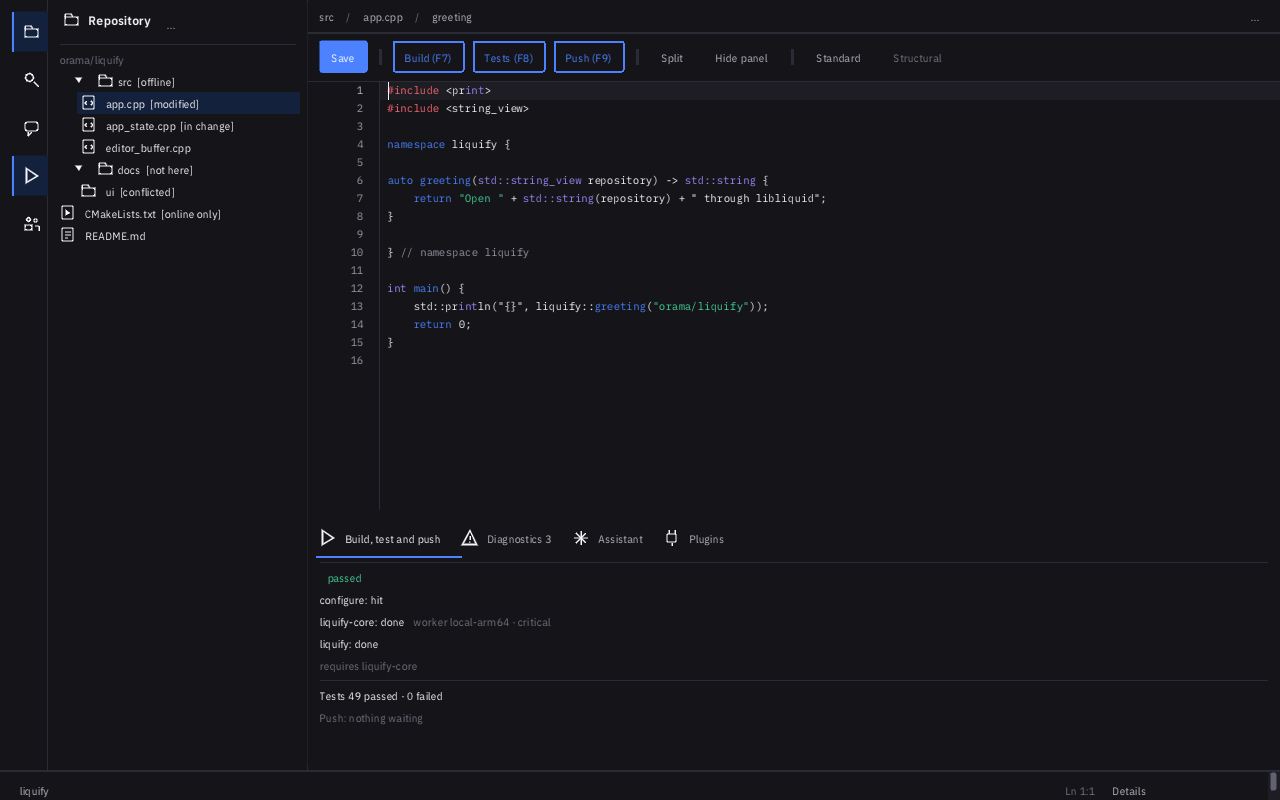 Repository ...
orama/liquify
src [offline]
app.cpp [modified]
app_state.cpp [in change]
editor_buffer.cpp
docs [not here]
ui [conflicted]
CMakeLists.txt [online only]
README.md
src / app.cpp / greeting ...
Save Build (F7) Tests (F8) Push (F9) Split Hide panel Standard Structural
1 #include <print>
2 #include <string_view>
3
4 namespace liquify {
5
6 auto greeting(std::string_view repository) -> std::string {
7 return "Open " + std::string(repository) + " through libliquid";
8 }
9
10 } // namespace liquify
11
12 int main() {
13 std::println("{}", liquify::greeting("orama/liquify"));
14 return 0;
15 }
16
Build, test and push Diagnostics 3 Assistant Plugins
passed
configure: hit
liquify-core: done worker local-arm64 · critical
liquify: done
requires liquify-core
Tests 49 passed · 0 failed
Push: nothing waiting
liquify Ln 1:1 Details